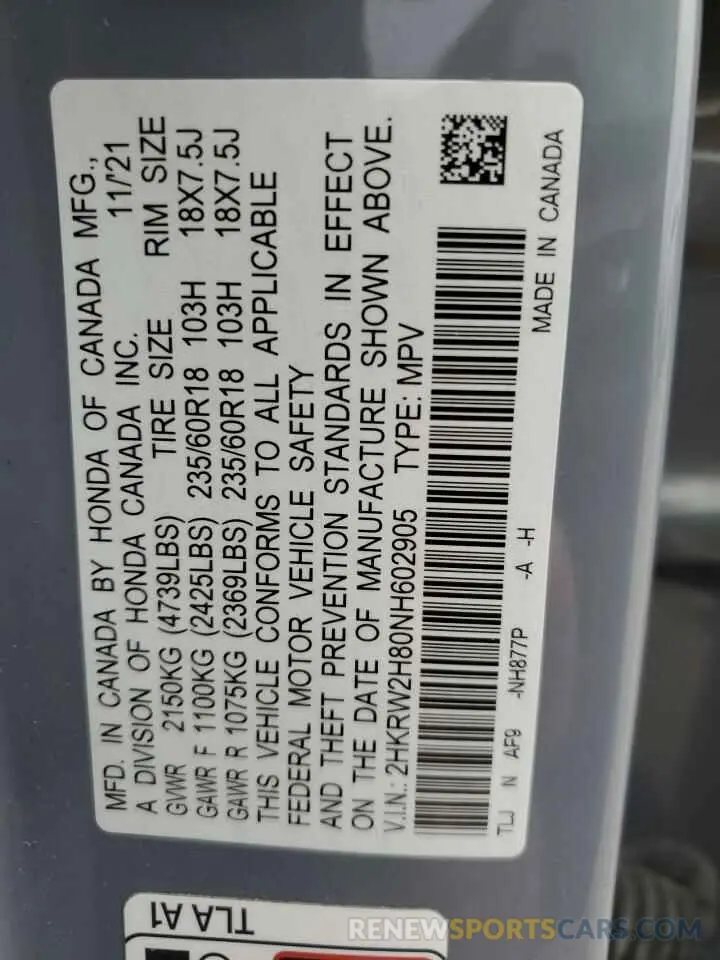 MFD. IN CANADA BY HONDA OF CANADA MFG.,
A DIVISION OF HONDA CANADA INC. 11/'21
GVWR 2150KG (4739LBS) TIRE SIZE RIM SIZE
GAWR F 1100KG (2425LBS) 235/60R18 103H 18X7.5J
GAWR R 1075KG (2369LBS) 235/60R18 103H 18X7.5J
THIS VEHICLE CONFORMS TO ALL APPLICABLE
FEDERAL MOTOR VEHICLE SAFETY
AND THEFT PREVENTION STANDARDS IN EFFECT
ON THE DATE OF MANUFACTURE SHOWN ABOVE.
V.I.N.: 2HKRW2H80NH602905 TYPE: MPV
TLJ N AF9 -NH877P -A -H
MADE IN CANADA
TLA A1
RENEWSPORTSCARS.COM